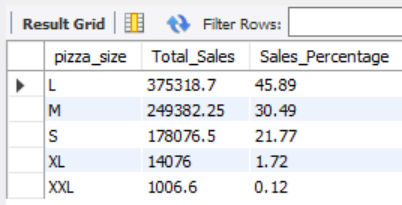 Result Grid Filter Rows:
pizza_size Total_Sales Sales_Percentage
L 375318.7 45.89
M 249382.25 30.49
S 178076.5 21.77
XL 14076 1.72
XXL 1006.6 0.12